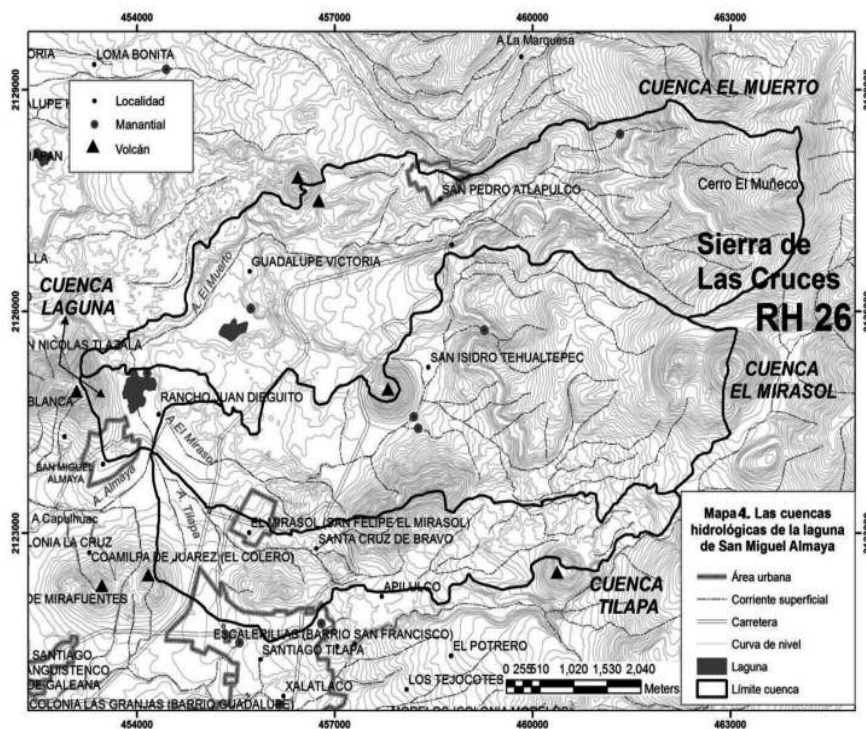 454000
457000
460000
463000
2129000
2126000
2123000
LOMA BONITA
A La Marquesa
CUENCA EL MUERTO
Localidad
Manantial
Volcán
Cerro El Muñeco
SAN PEDRO ATLAPULCO
Sierra de
Las Cruces
RH 26
GUADALUPE VICTORIA
A. El Muerto
CUENCA
LAGUNA
N NICOLAS TLAZALA
SAN ISIDRO TEHUALTEPEC
CUENCA
EL MIRASOL
BLANCA
RANCHO JUAN DIEGUITO
A. El Mirasol
SAN MIGUEL
ALMAYA
A. Almaya
A. Tilapa
A Capulhuac
EL MIRASOL (SAN FELIPE EL MIRASOL)
LONIA LA CRUZ
SANTA CRUZ DE BRAVO
COAMILPA DE JUAREZ (EL COLERO)
CUENCA
TILAPA
DE MIRAFUENTES
APILULCO
ESCALERILLAS (BARRIO SAN FRANCISCO)
SANTIAGO
SANTIAGO TILAPA
EL POTRERO
ANGUISTENCO
DE GALEANA
XALATLACO
LOS TEJOCOTES
COLONIA LAS GRANJAS (BARRIO GUADALUPE)
0 255 510 1,020 1,530 2,040
Meters
Mapa 4. Las cuencas
hidrológicas de la laguna
de San Miguel Almaya
Área urbana
Corriente superficial
Carretera
Curva de nivel
Laguna
Límite cuenca
454000
457000
460000
463000